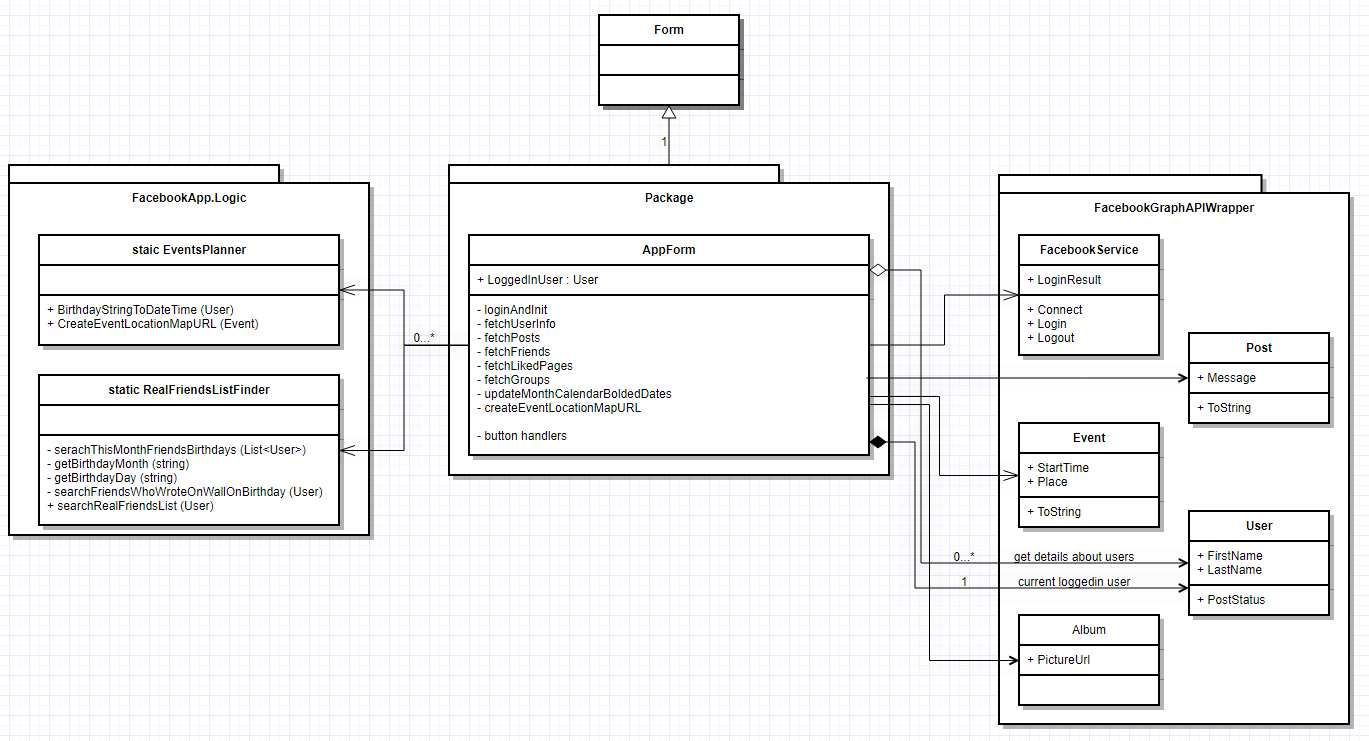 Form
1
FacebookApp.Logic
staic EventsPlanner
+ BirthdayStringToDateTime (User)
+ CreateEventLocationMapURL (Event)
static RealFriendsListFinder
- serachThisMonthFriendsBirthdays (List<User>)
- getBirthdayMonth (string)
- getBirthdayDay (string)
- searchFriendsWhoWroteOnWallOnBirthday (User)
+ searchRealFriendsList (User)
0...*
Package
AppForm
+ LoggedInUser : User
- loginAndInit
- fetchUserInfo
- fetchPosts
- fetchFriends
- fetchLikedPages
- fetchGroups
- updateMonthCalendarBoldedDates
- createEventLocationMapURL
- button handlers
FacebookGraphAPIWrapper
FacebookService
+ LoginResult
+ Connect
+ Login
+ Logout
Post
+ Message
+ ToString
Event
+ StartTime
+ Place
+ ToString
User
+ FirstName
+ LastName
+ PostStatus
0...*
get details about users
1
current loggedin user
Album
+ PictureUrl